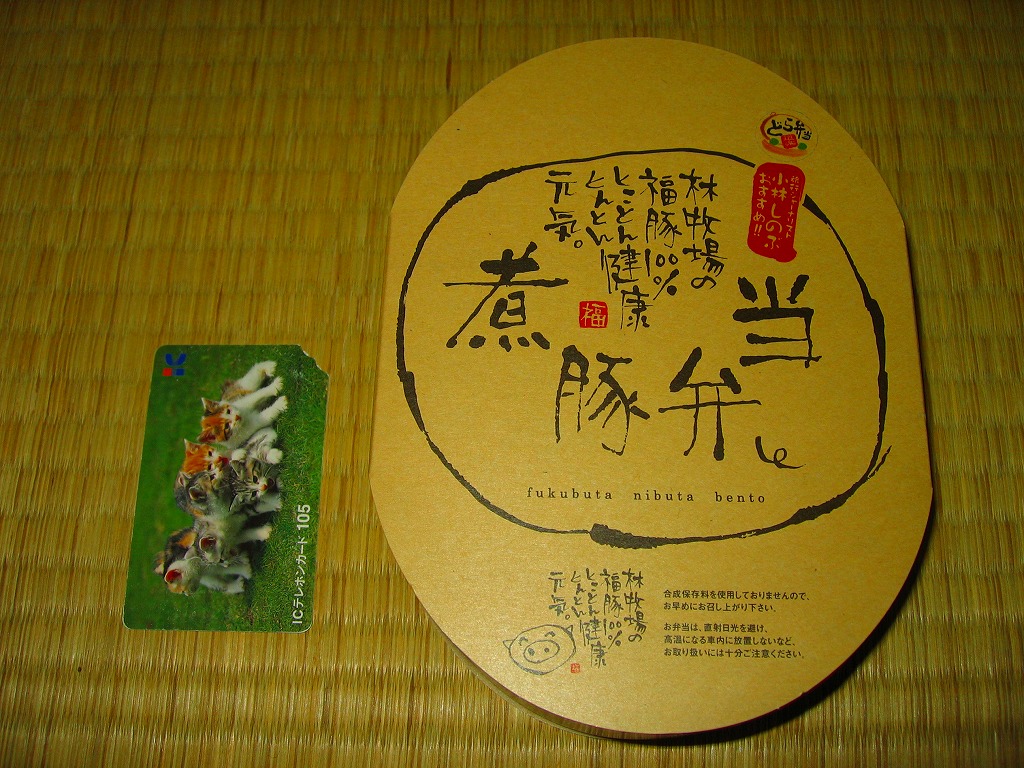 どら弁当
小林しのぶ
おすすめ!!
林牧場の
福豚100%
とことん健康
とんとん
元気。
福
煮豚弁当
fukubuta nibuta bento
林牧場の
福豚100%
とことん健康
とんとん
元気。
合成保存料を使用しておりませんので、
お早めにお召し上がり下さい。
お弁当は、直射日光を避け、
高温になる車内に放置しないなど、
お取り扱いには十分ご注意ください。
ICテレホンカード 105